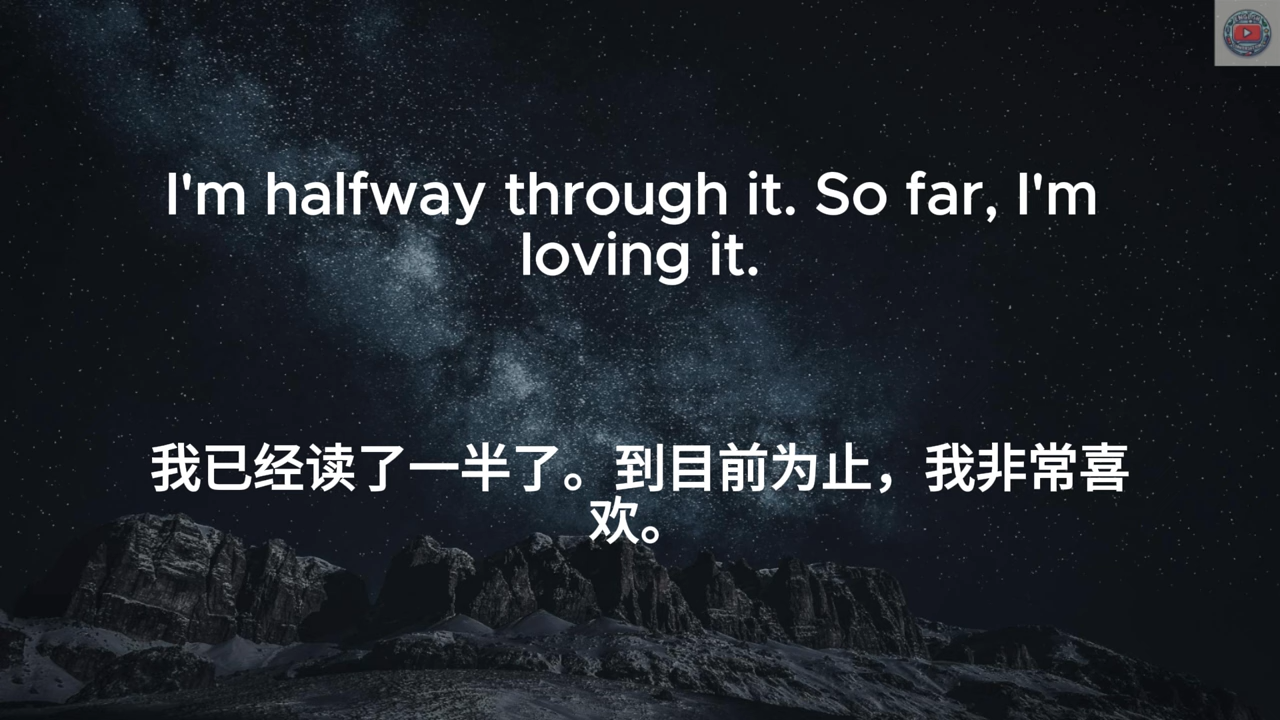 I'm halfway through it. So far, I'm
loving it.
我已经读了一半了。到目前为止，我非常喜
欢。